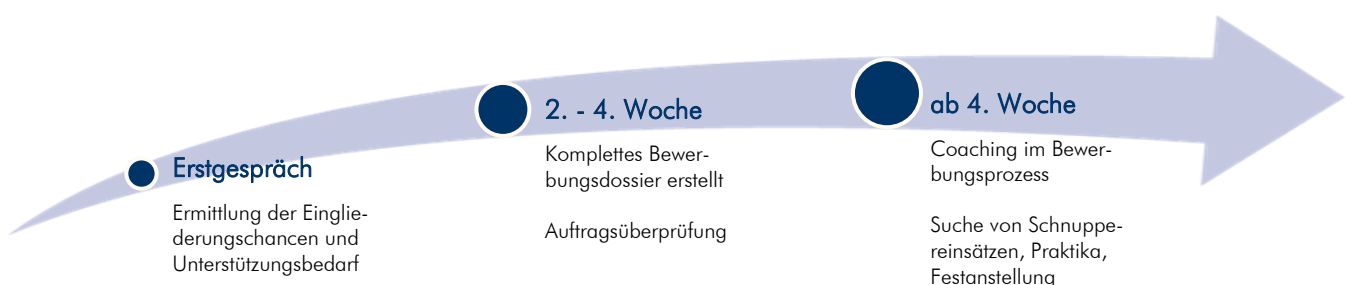 Erstgespräch
Ermittlung der Einglie-
derungschancen und
Unterstützungsbedarf
2. - 4. Woche
Komplettes Bewer-
bungsdossier erstellt
Auftragsüberprüfung
ab 4. Woche
Coaching im Bewer-
bungsprozess
Suche von Schnuppe-
reinsätzen, Praktika,
Festanstellung